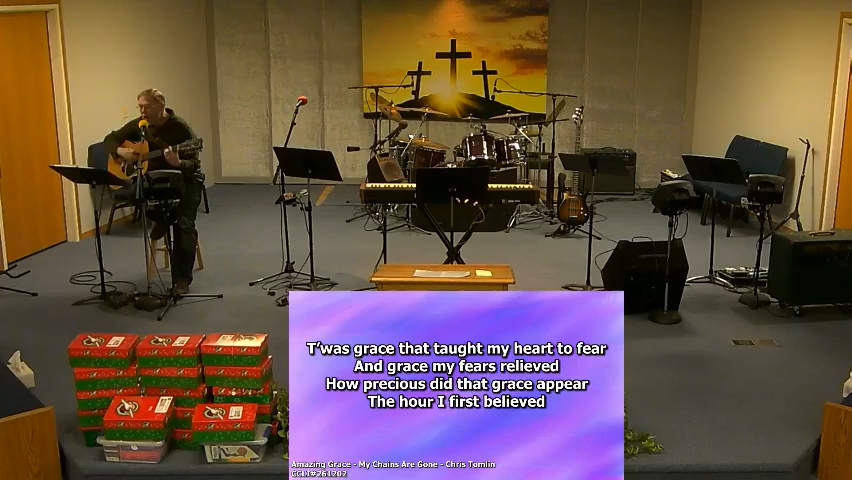 T'was grace that taught my heart to fear
And grace my fears relieved
How precious did that grace appear
The hour I first believed
Amazing Grace - My Chains Are Gone - Chris Tomlin
CCLI#261202